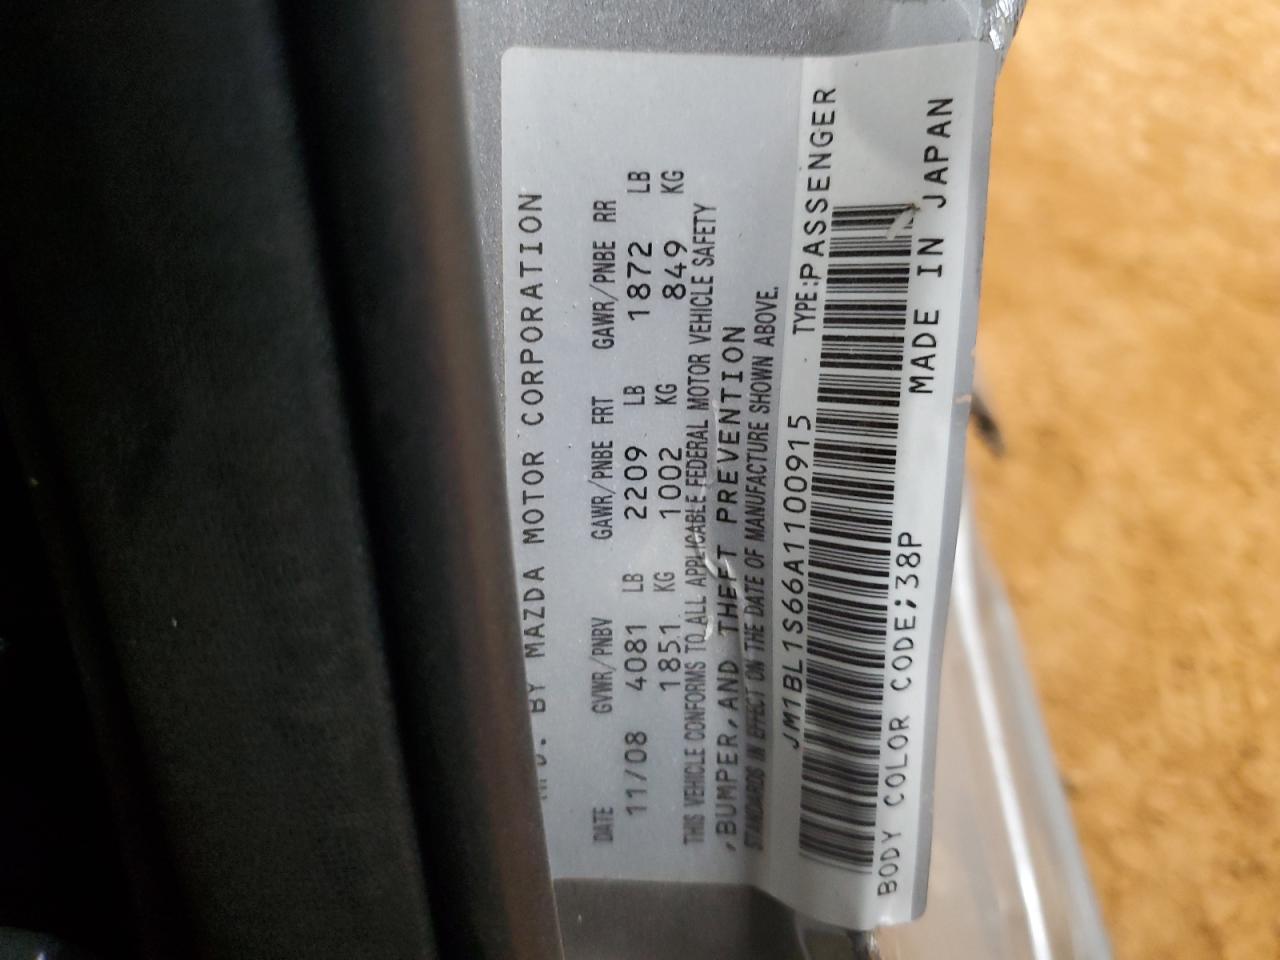 BY MAZDA MOTOR CORPORATION
DATE GVWR/PNBV GAWR/PNBE FRT GAWR/PNBE RR
11/08 4081 LB 2209 LB 1872 LB
1851 KG 1002 KG 849 KG
THIS VEHICLE CONFORMS TO ALL APPLICABLE FEDERAL MOTOR VEHICLE SAFETY
,BUMPER,AND THEFT PREVENTION
STANDARDS IN EFFECT ON THE DATE OF MANUFACTURE SHOWN ABOVE.
JM1BL1S66A1100915 TYPE:PASSENGER
BODY COLOR CODE;38P MADE IN JAPAN